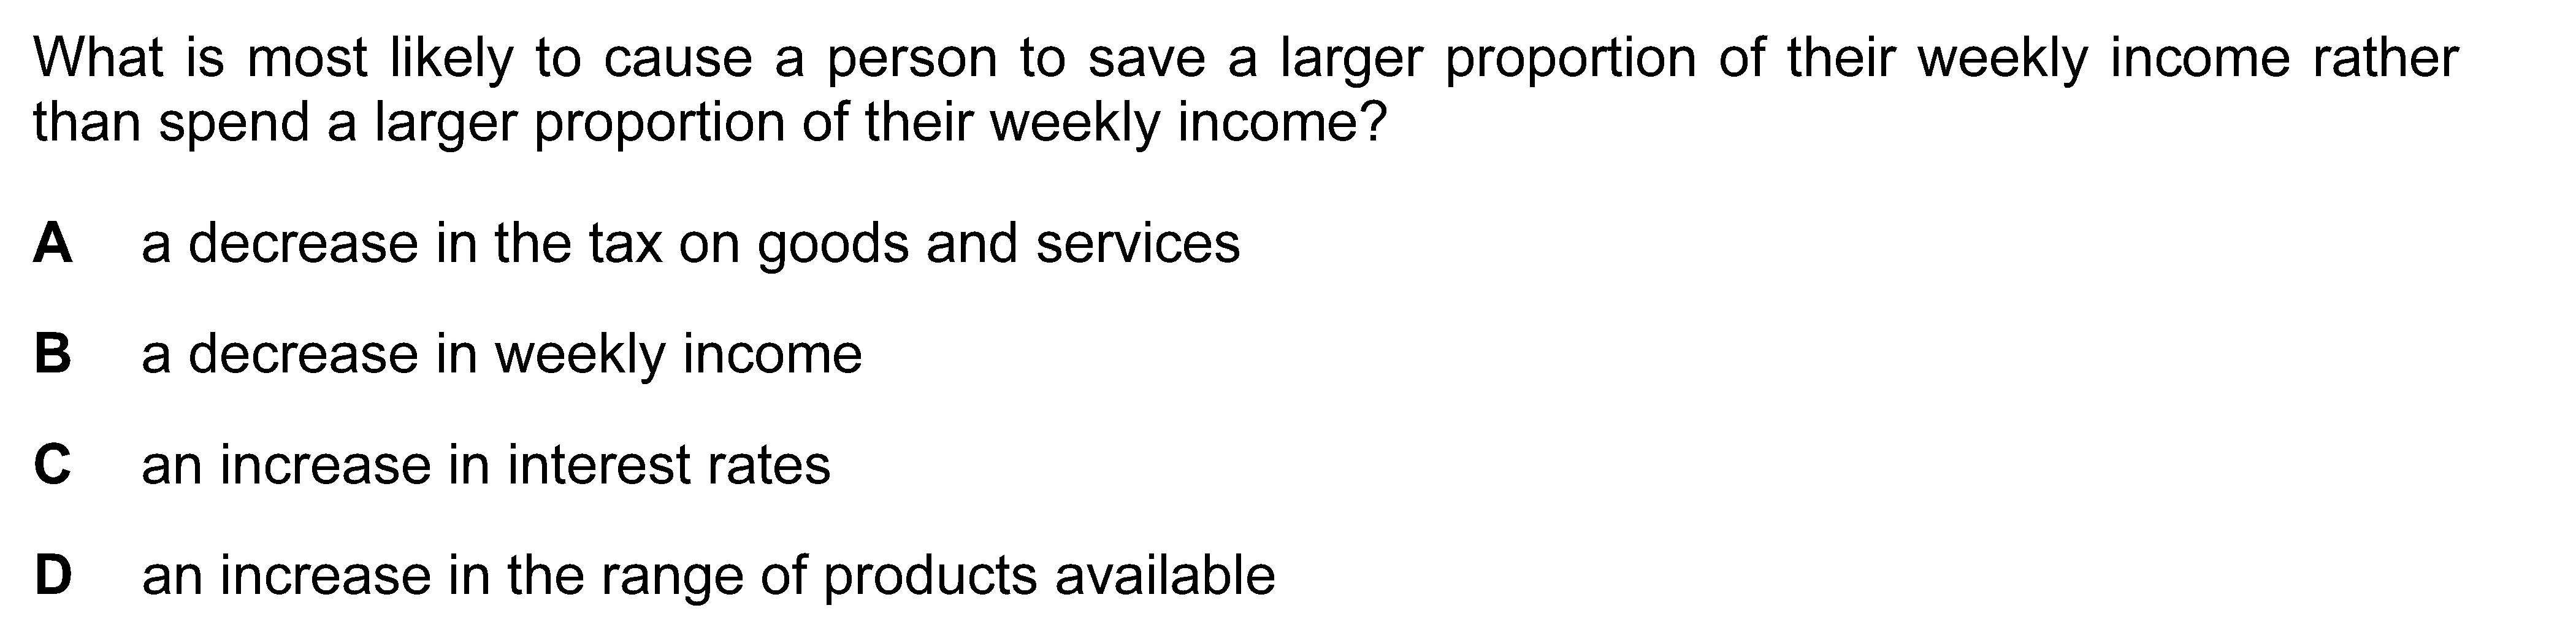 What is most likely to cause a person to save a larger proportion of their weekly income rather
than spend a larger proportion of their weekly income?
A a decrease in the tax on goods and services
B a decrease in weekly income
C an increase in interest rates
D an increase in the range of products available